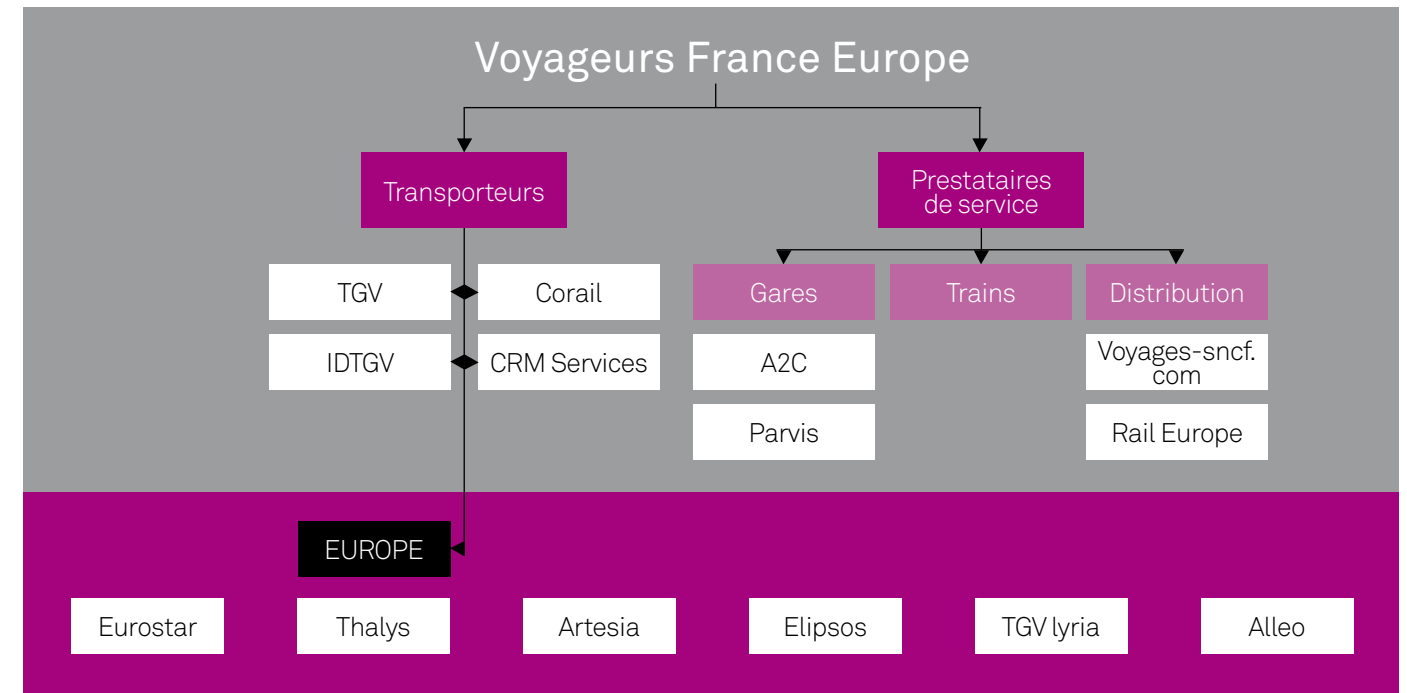 Voyageurs France Europe
Transporteurs
Prestataires
de service
TGV
Corail
Gares
Trains
Distribution
IDTGV
CRM Services
A2C
Voyages-sncf.
com
Parvis
Rail Europe
EUROPE
Eurostar
Thalys
Artesia
Elipsos
TGV lyria
Alleo